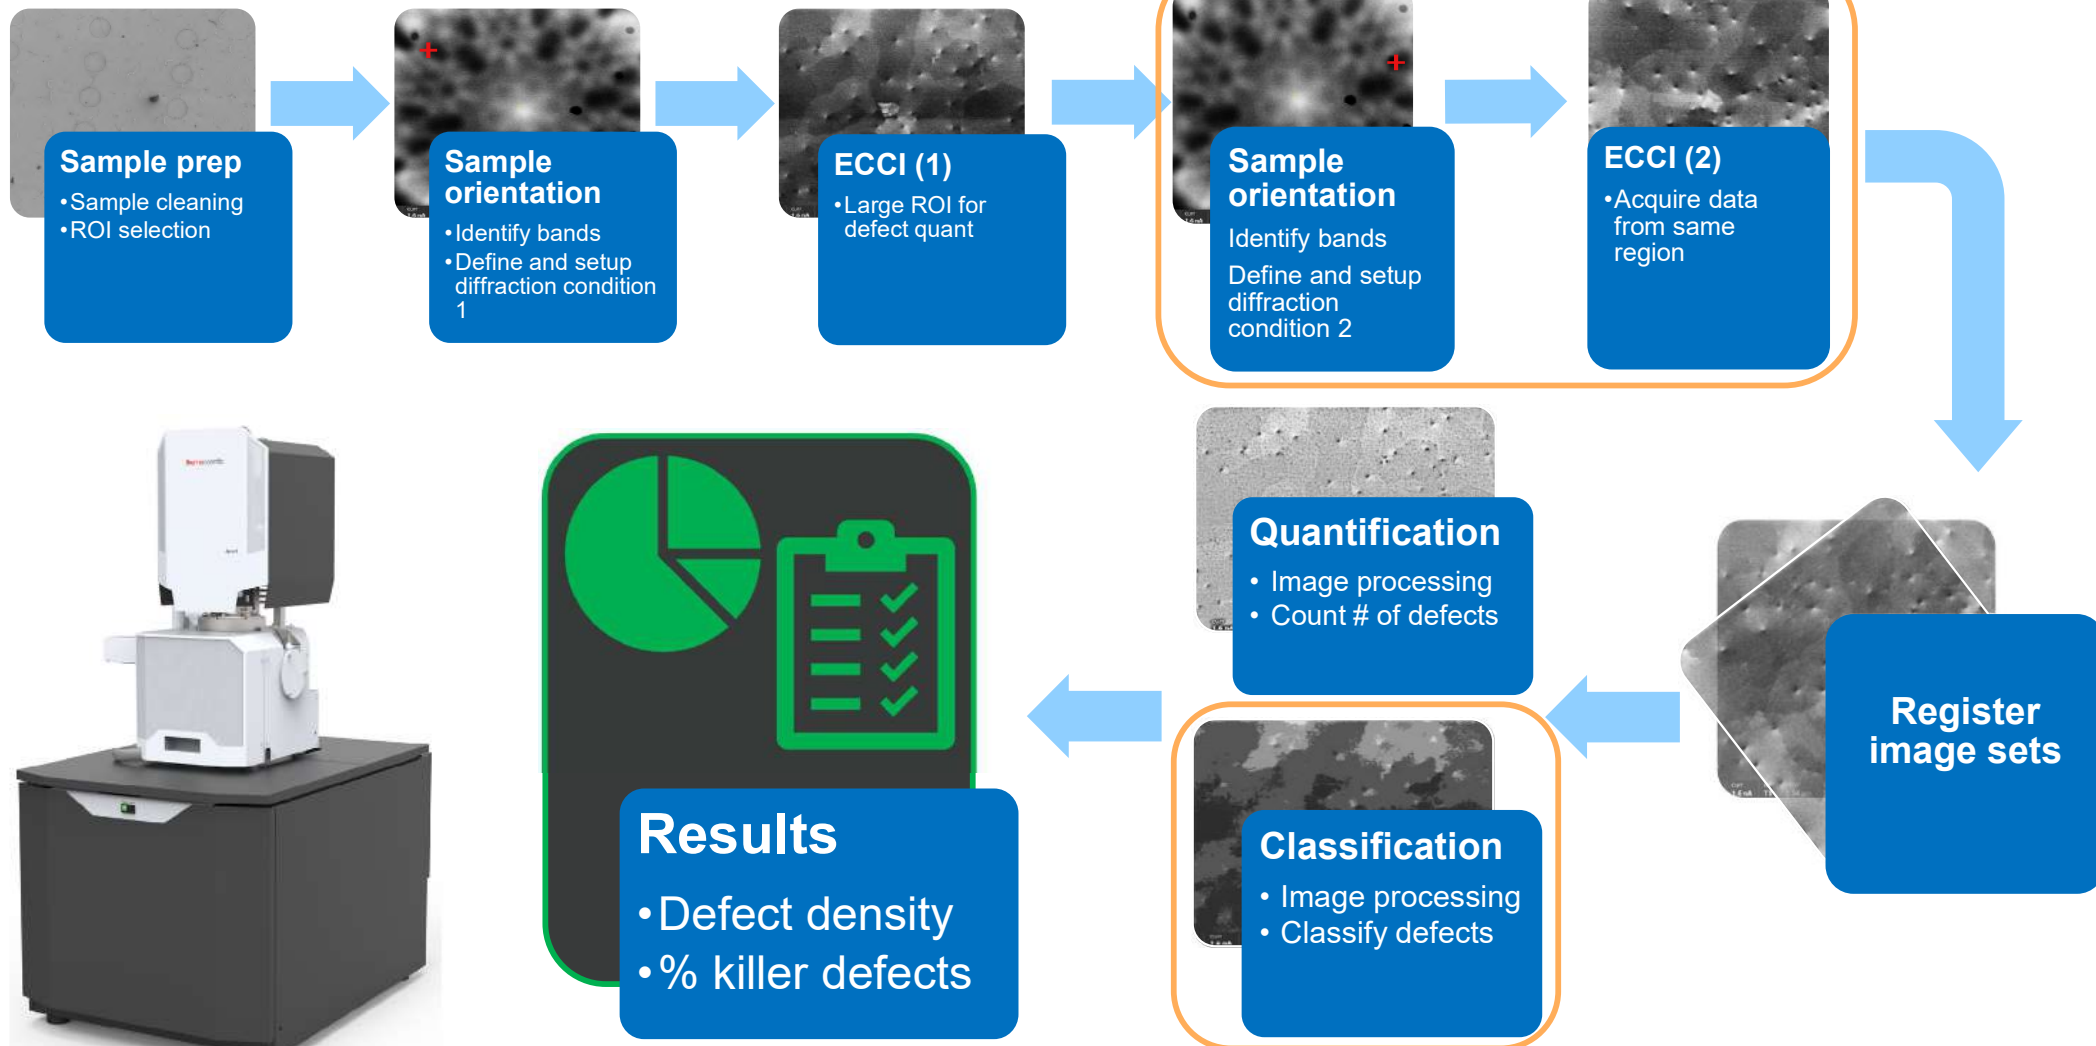 Sample prep
•Sample cleaning
•ROI selection
Sample
orientation
•Identify bands
•Define and setup
diffraction condition
1
ECCI (1)
•Large ROI for
defect quant
Sample
orientation
Identify bands
Define and setup
diffraction
condition 2
ECCI (2)
•Acquire data
from same
region
Quantification
• Image processing
• Count # of defects
Register
image sets
Classification
• Image processing
• Classify defects
Results
•Defect density
•% killer defects